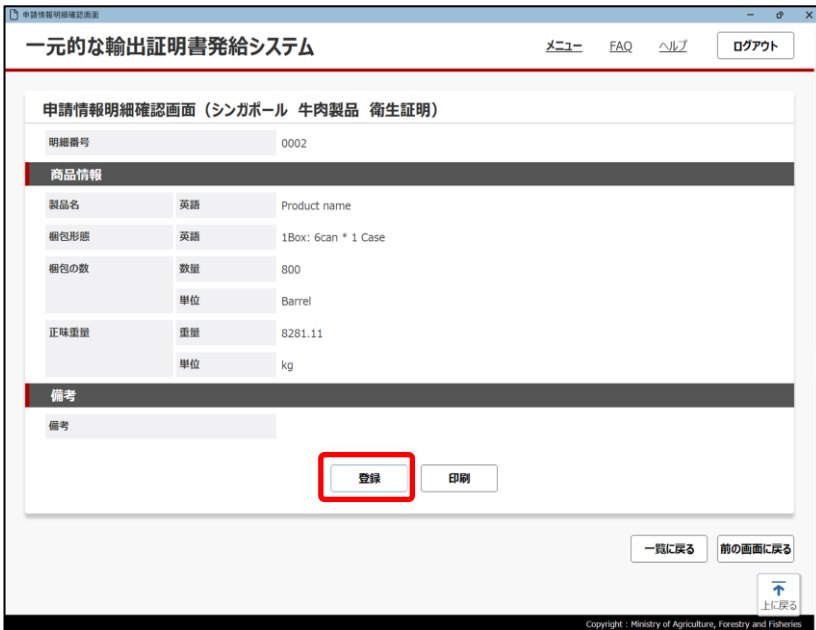 申請情報明細確認画面
一元的な輸出証明書発給システム
メニュー FAQ ヘルプ ログアウト
申請情報明細確認画面（シンガポール 牛肉製品 衛生証明）
明細番号 0002
商品情報
製品名 英語 Product name
梱包形態 英語 1Box: 6can * 1 Case
梱包の数 数量 800
単位 Barrel
正味重量 重量 8281.11
単位 kg
備考
備考
登録 印刷
一覧に戻る 前の画面に戻る
上に戻る
Copyright : Ministry of Agriculture, Forestry and Fisheries